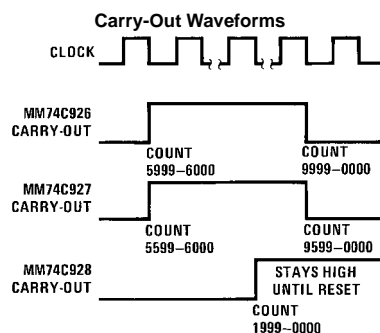 Carry-Out Waveforms
CLOCK
MM74C926
CARRY-OUT
COUNT
5999–6000
COUNT
9999–0000
MM74C927
CARRY-OUT
COUNT
5599–6000
COUNT
9599–0000
MM74C928
CARRY-OUT
STAYS HIGH
UNTIL RESET
COUNT
1999–0000